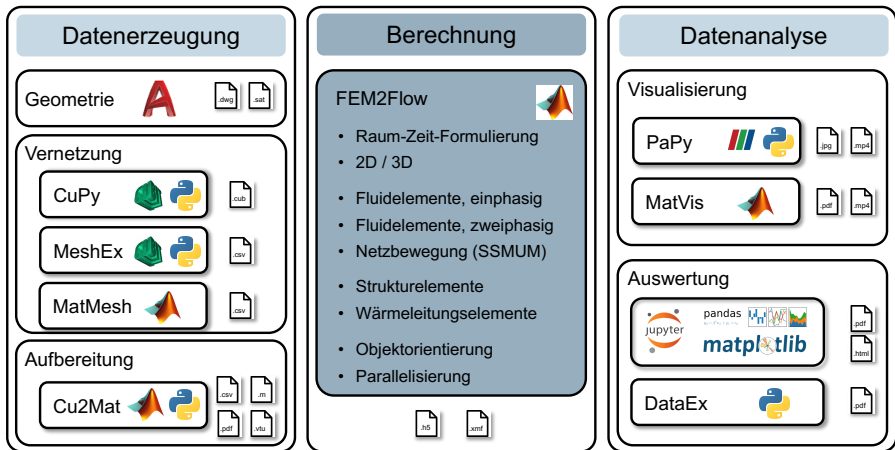 Datenerzeugung
Geometrie
.dwg
.sat
Vernetzung
CuPy
.cub
MeshEx
.csv
MatMesh
.csv
Aufbereitung
Cu2Mat
.csv
.m
.pdf
.vtu
Berechnung
FEM2Flow
• Raum-Zeit-Formulierung
• 2D / 3D
• Fluidelemente, einphasig
• Fluidelemente, zweiphasig
• Netzbewegung (SSMUM)
• Strukturelemente
• Wärmeleitungselemente
• Objektorientierung
• Parallelisierung
.h5
.xmf
Datenanalyse
Visualisierung
PaPy
.jpg
.mp4
MatVis
.pdf
.mp4
Auswertung
jupyter
pandas
matplotlib
.pdf
.html
DataEx
.pdf